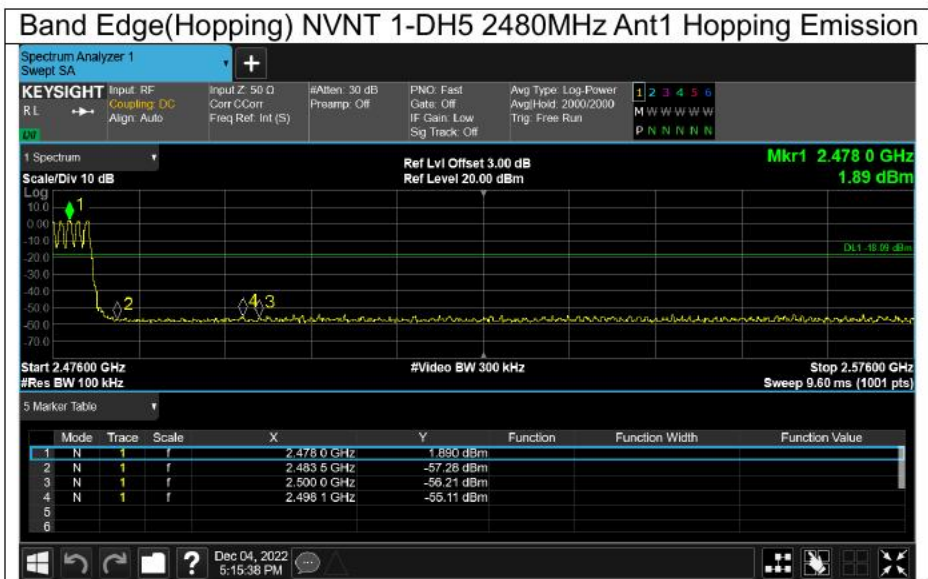 Band Edge(Hopping) NVNT 1-DH5 2480MHz Ant1 Hopping Emission
Spectrum Analyzer 1
Swept SA
+
KEYSIGHT Input: RF Input Z: 50 Ω #Atten: 30 dB PNO: Fast Avg Type: Log-Power 1 2 3 4 5 6
R L Coupling: DC Corr CCorr Preamp: Off Gate: Off Avg|Hold: 2000/2000 M W W W W W
Align: Auto Freq Ref: Int (S) IF Gain: Low Trig: Free Run P N N N N N
Sig Track: Off
1 Spectrum
Ref Lvl Offset 3.00 dB Mkr1 2.478 0 GHz
Scale/Div 10 dB Ref Level 20.00 dBm 1.89 dBm
Log
10.0
0.00
-10.0
-20.0
-30.0
-40.0
-50.0
-60.0
-70.0
1
DL1 -18.09 dBm
2
4
3
Start 2.47600 GHz #Video BW 300 kHz Stop 2.57600 GHz
#Res BW 100 kHz Sweep 9.60 ms (1001 pts)
5 Marker Table
Mode Trace Scale X Y Function Function Width Function Value
1 N 1 f 2.478 0 GHz 1.890 dBm
2 N 1 f 2.483 5 GHz -57.28 dBm
3 N 1 f 2.500 0 GHz -56.21 dBm
4 N 1 f 2.498 1 GHz -55.11 dBm
5
6
? Dec 04, 2022
5:15:38 PM